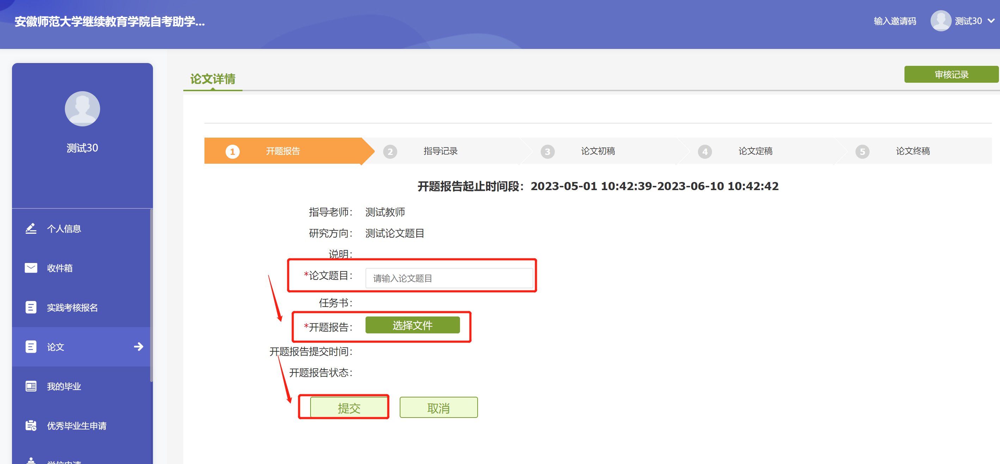 安徽师范大学继续教育学院自考助学...
输入邀请码
测试30
测试30
个人信息
收件箱
实践考核报名
论文
我的毕业
优秀毕业生申请
论文详情
审核记录
1 开题报告
2 指导记录
3 论文初稿
4 论文定稿
5 论文终稿
开题报告起止时间段：2023-05-01 10:42:39-2023-06-10 10:42:42
指导老师： 测试教师
研究方向： 测试论文题目
说明：
*论文题目： 请输入论文题目
任务书：
*开题报告： 选择文件
开题报告提交时间：
开题报告状态：
提交 取消